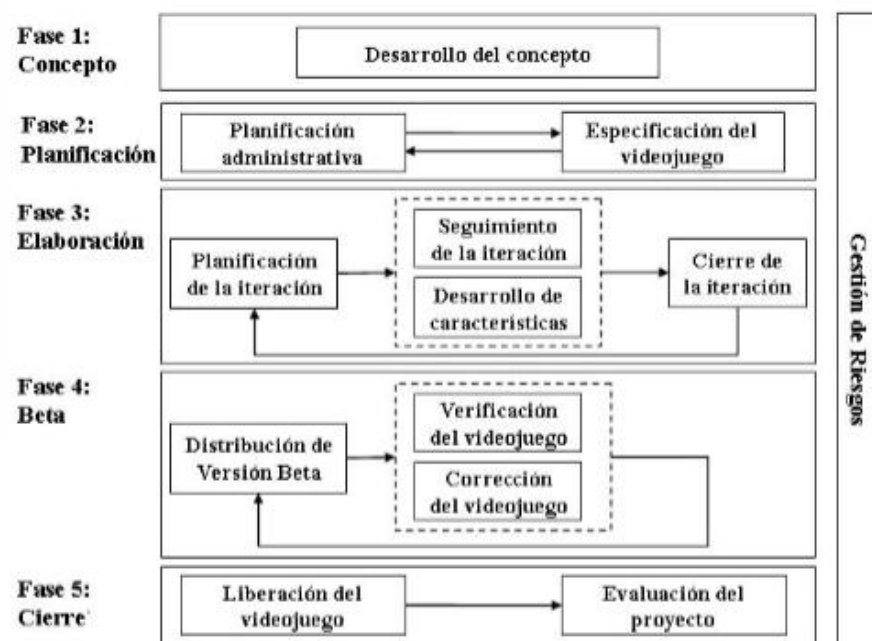 Fase 1:
Concepto
Desarrollo del concepto
Fase 2:
Planificación
Planificación
administrativa
Especificación del
videojuego
Fase 3:
Elaboración
Planificación
de la iteración
Seguimiento
de la iteración
Desarrollo de
características
Cierre de
la iteración
Fase 4:
Beta
Distribución de
Versión Beta
Verificación
del videojuego
Corrección
del videojuego
Fase 5:
Cierre
Liberación del
videojuego
Evaluación del
proyecto
Gestión de Riesgos